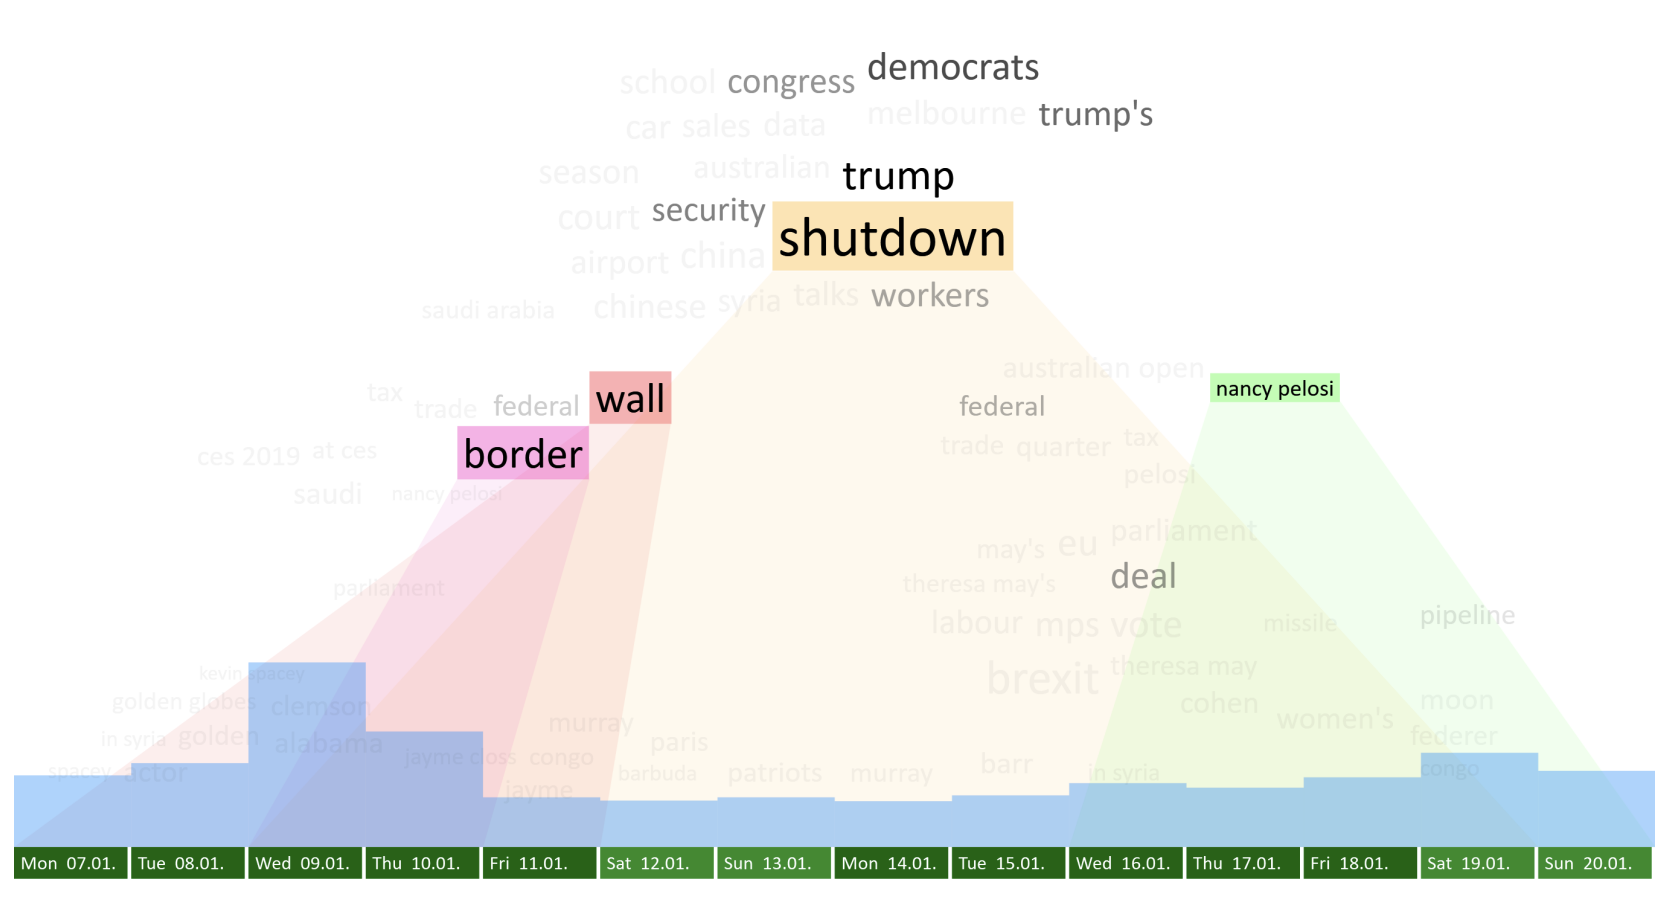 democrats
school congress
melbourne trump's
car sales data
australian
season
trump
security
court
shutdown
china
airport
talks workers
chinese syria
saudi arabia
australian open
nancy pelosi
tax
wall
trade federal
federal
border
ces 2019 at ces
trade quarter tax
pelosi
saudi nancy pelosi
parliament
may's eu
deal
theresa may's
parliament
pipeline
labour mps vote missile
theresa may
kevin spacey
brexit
golden globes clemson
cohen
moon
women's
murray
in syria golden alabama
paris
federer
jayme closs congo
barr
spacey actor
barbuda patriots murray
in syria
congo
jayme
Mon 07.01. Tue 08.01. Wed 09.01. Thu 10.01. Fri 11.01. Sat 12.01. Sun 13.01. Mon 14.01. Tue 15.01. Wed 16.01. Thu 17.01. Fri 18.01. Sat 19.01. Sun 20.01.